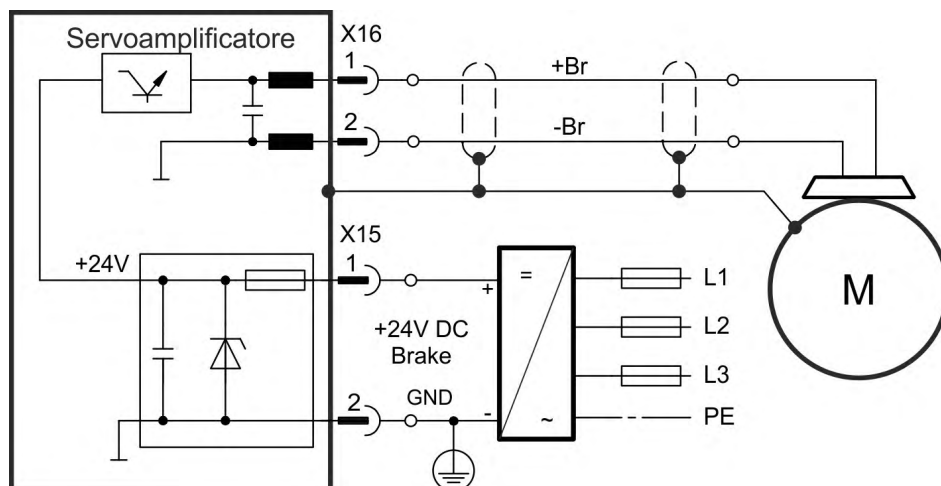 Servoamplificatore
X16
1
+Br
2
-Br
X15
+24V
1
+
=
L1
+24V DC
Brake
L2
M
L3
2
GND
-
~
PE